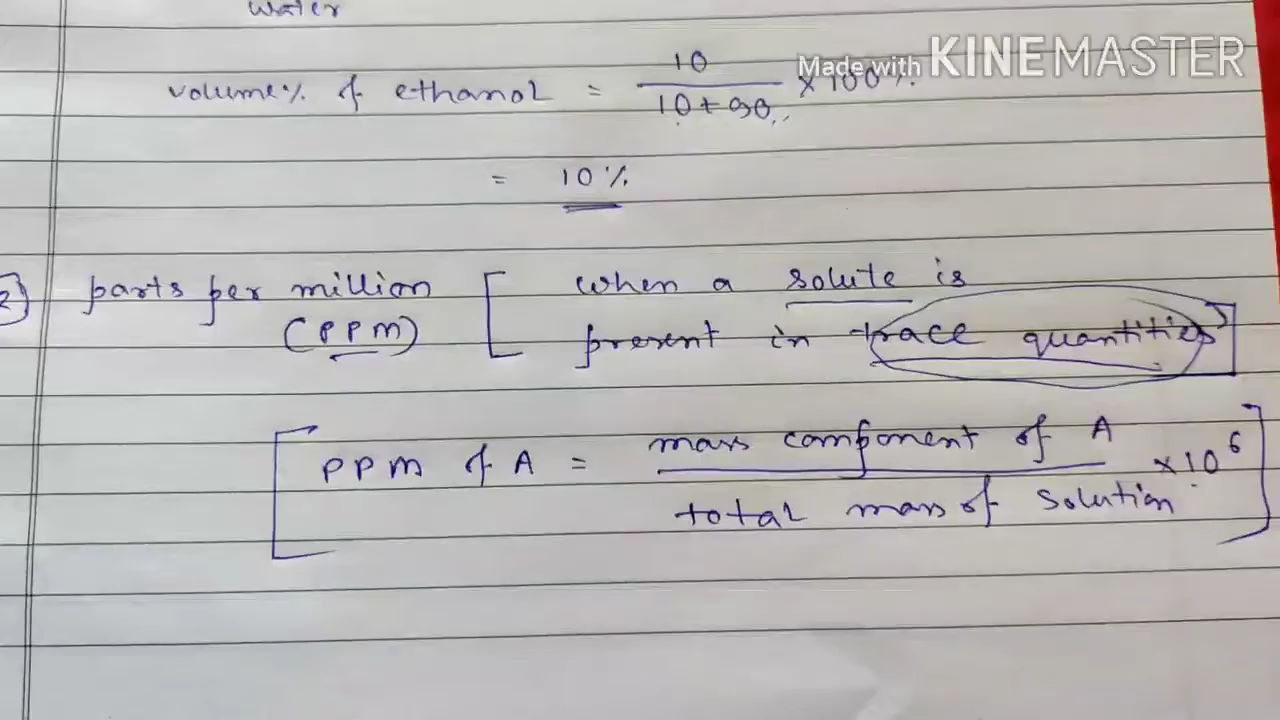 water
Made with KINEMASTER
volume% of ethanol = 10 / 10+90 × 100%
= 10%
2) parts per million [ when a solute is
(PPM) present in trace quantities ]
[ PPM of A = mass component of A / total mass of solution × 10⁶ ]